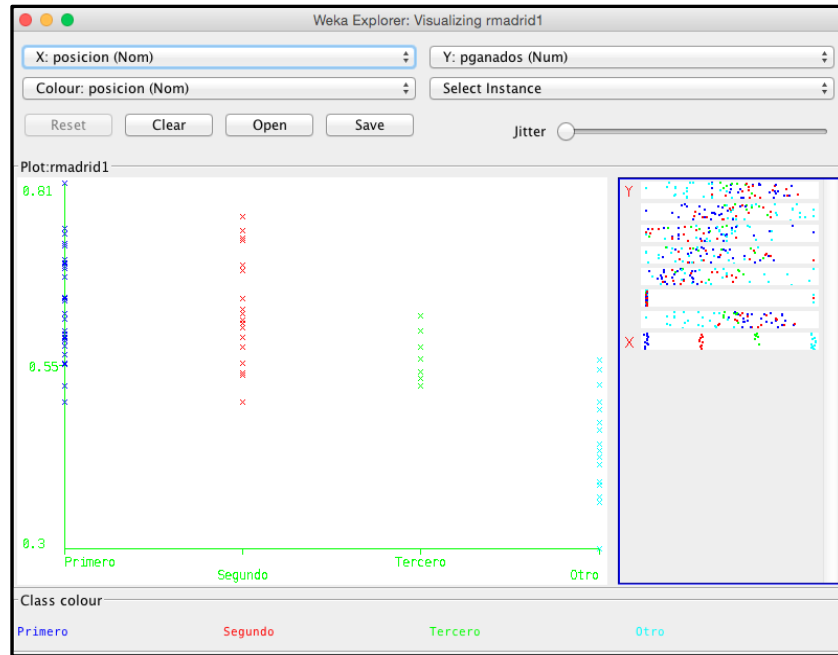 Weka Explorer: Visualizing rmadrid1
X: posicion (Nom) Y: pganados (Num)
Colour: posicion (Nom) Select Instance
Reset Clear Open Save Jitter
Plot:rmadrid1
0.81
0.55
0.3
Primero Segundo Tercero Otro
Y
X
Class colour
Primero Segundo Tercero Otro